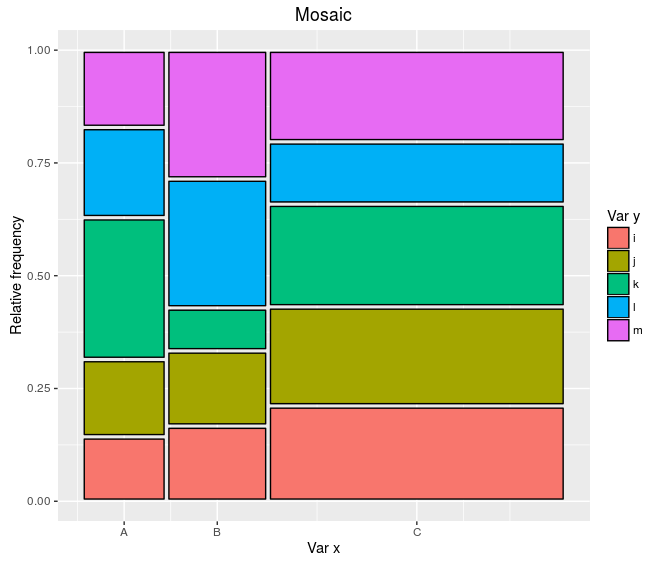 Mosaic
1.00
0.75
0.50
0.25
0.00
Relative frequency
A B C
Var x
Var y
i
j
k
l
m